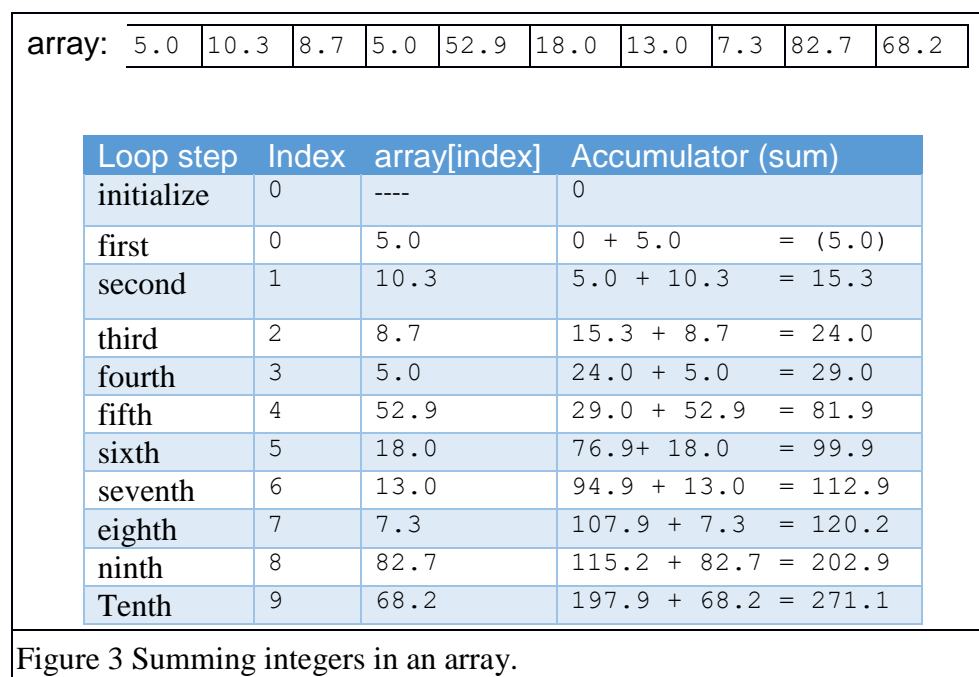 array: 5.0 10.3 8.7 5.0 52.9 18.0 13.0 7.3 82.7 68.2
Loop step Index array[index] Accumulator (sum)
initialize 0 ---- 0
first 0 5.0 0 + 5.0 = (5.0)
second 1 10.3 5.0 + 10.3 = 15.3
third 2 8.7 15.3 + 8.7 = 24.0
fourth 3 5.0 24.0 + 5.0 = 29.0
fifth 4 52.9 29.0 + 52.9 = 81.9
sixth 5 18.0 76.9+ 18.0 = 99.9
seventh 6 13.0 94.9 + 13.0 = 112.9
eighth 7 7.3 107.9 + 7.3 = 120.2
ninth 8 82.7 115.2 + 82.7 = 202.9
Tenth 9 68.2 197.9 + 68.2 = 271.1
Figure 3 Summing integers in an array.